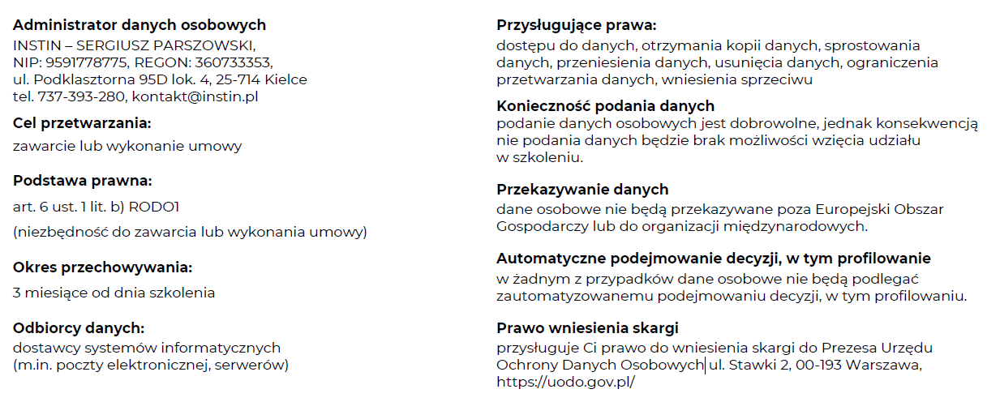 Administrator danych osobowych
INSTIN – SERGIUSZ PARSZOWSKI,
NIP: 9591778775, REGON: 360733353,
ul. Podklasztorna 95D lok. 4, 25-714 Kielce
tel. 737-393-280, kontakt@instin.pl
Cel przetwarzania:
zawarcie lub wykonanie umowy
Podstawa prawna:
art. 6 ust. 1 lit. b) RODO1
(niezbędność do zawarcia lub wykonania umowy)
Okres przechowywania:
3 miesiące od dnia szkolenia
Odbiorcy danych:
dostawcy systemów informatycznych
(m.in. poczty elektronicznej, serwerów)
Przysługujące prawa:
dostępu do danych, otrzymania kopii danych, sprostowania
danych, przeniesienia danych, usunięcia danych, ograniczenia
przetwarzania danych, wniesienia sprzeciwu
Konieczność podania danych
podanie danych osobowych jest dobrowolne, jednak konsekwencją
nie podania danych będzie brak możliwości wzięcia udziału
w szkoleniu.
Przekazywanie danych
dane osobowe nie będą przekazywane poza Europejski Obszar
Gospodarczy lub do organizacji międzynarodowych.
Automatyczne podejmowanie decyzji, w tym profilowanie
w żadnym z przypadków dane osobowe nie będą podlegać
zautomatyzowanemu podejmowaniu decyzji, w tym profilowaniu.
Prawo wniesienia skargi
przysługuje Ci prawo do wniesienia skargi do Prezesa Urzędu
Ochrony Danych Osobowych ul. Stawki 2, 00-193 Warszawa,
https://uodo.gov.pl/